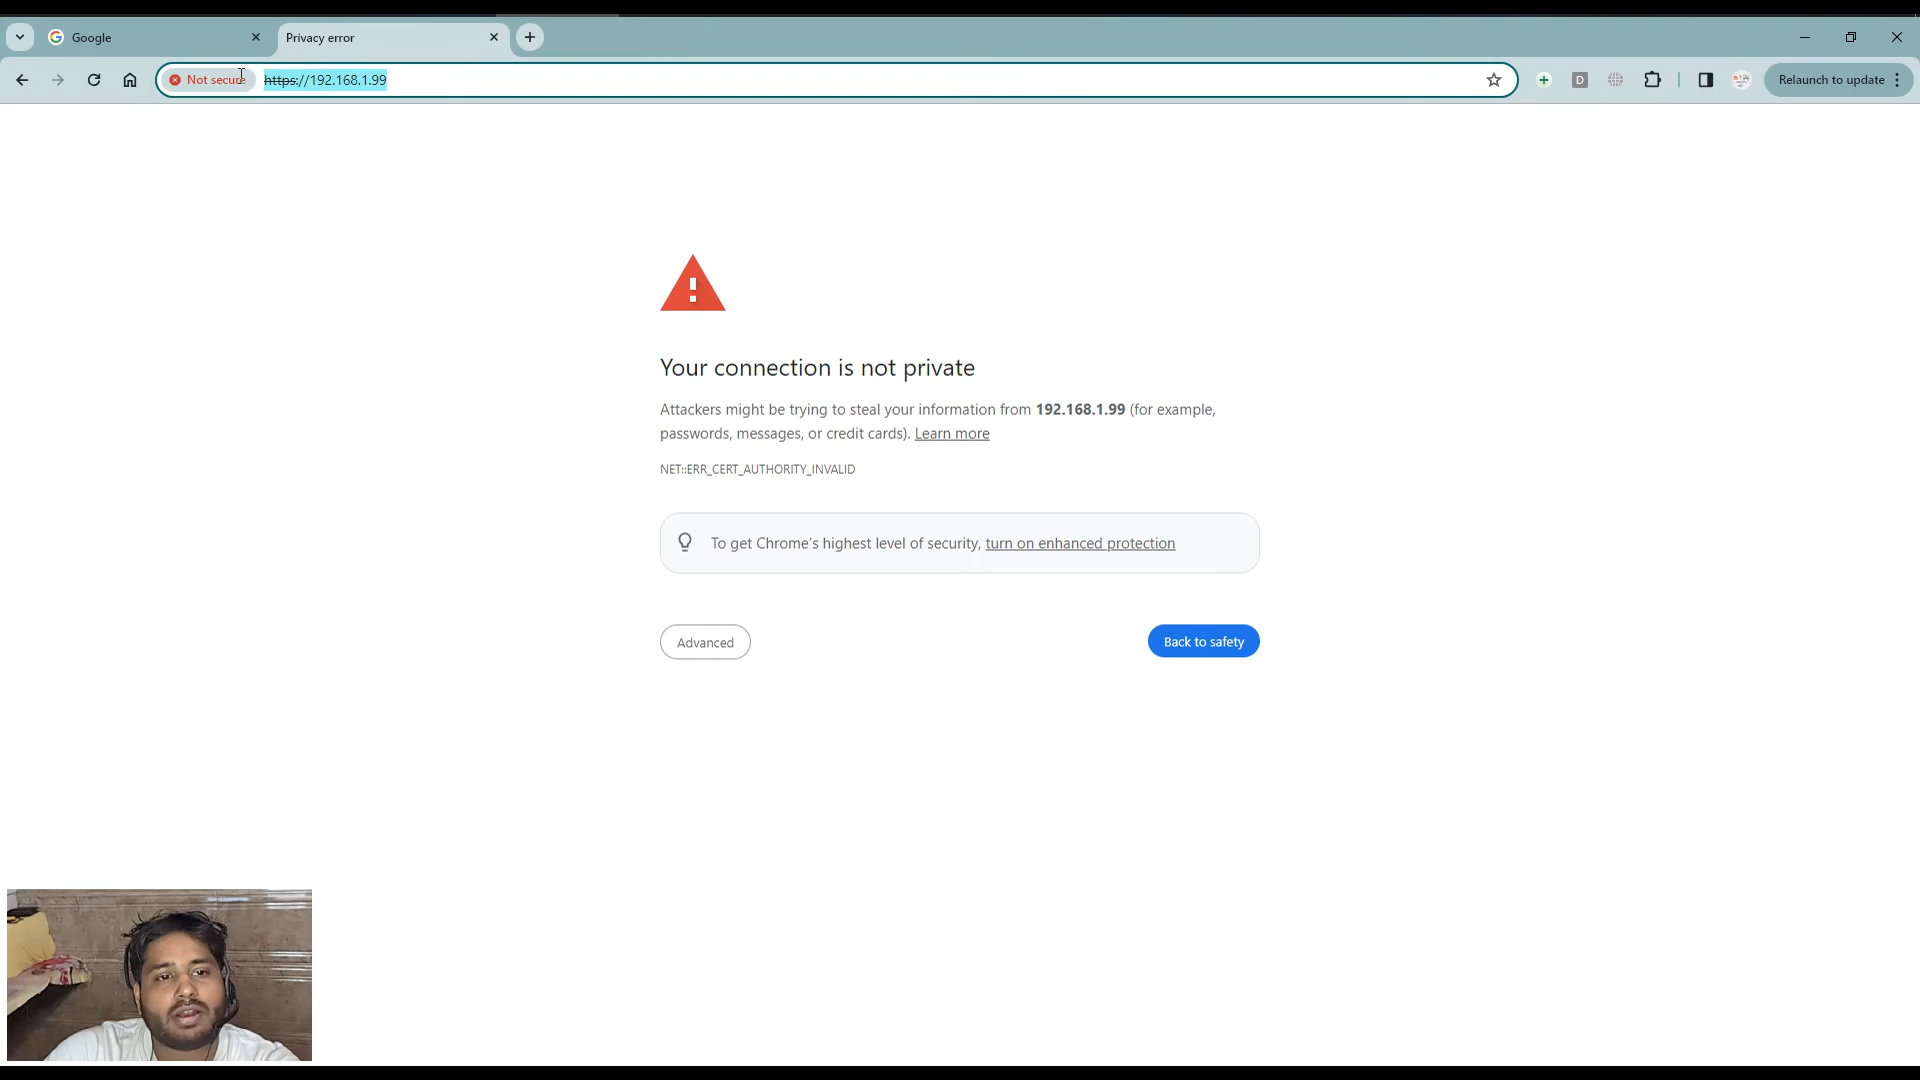 Google
Privacy error
Not secure
https://192.168.1.99
D
Relaunch to update
Your connection is not private
Attackers might be trying to steal your information from 192.168.1.99 (for example,
passwords, messages, or credit cards). Learn more
NET::ERR_CERT_AUTHORITY_INVALID
To get Chrome's highest level of security, turn on enhanced protection
Advanced
Back to safety